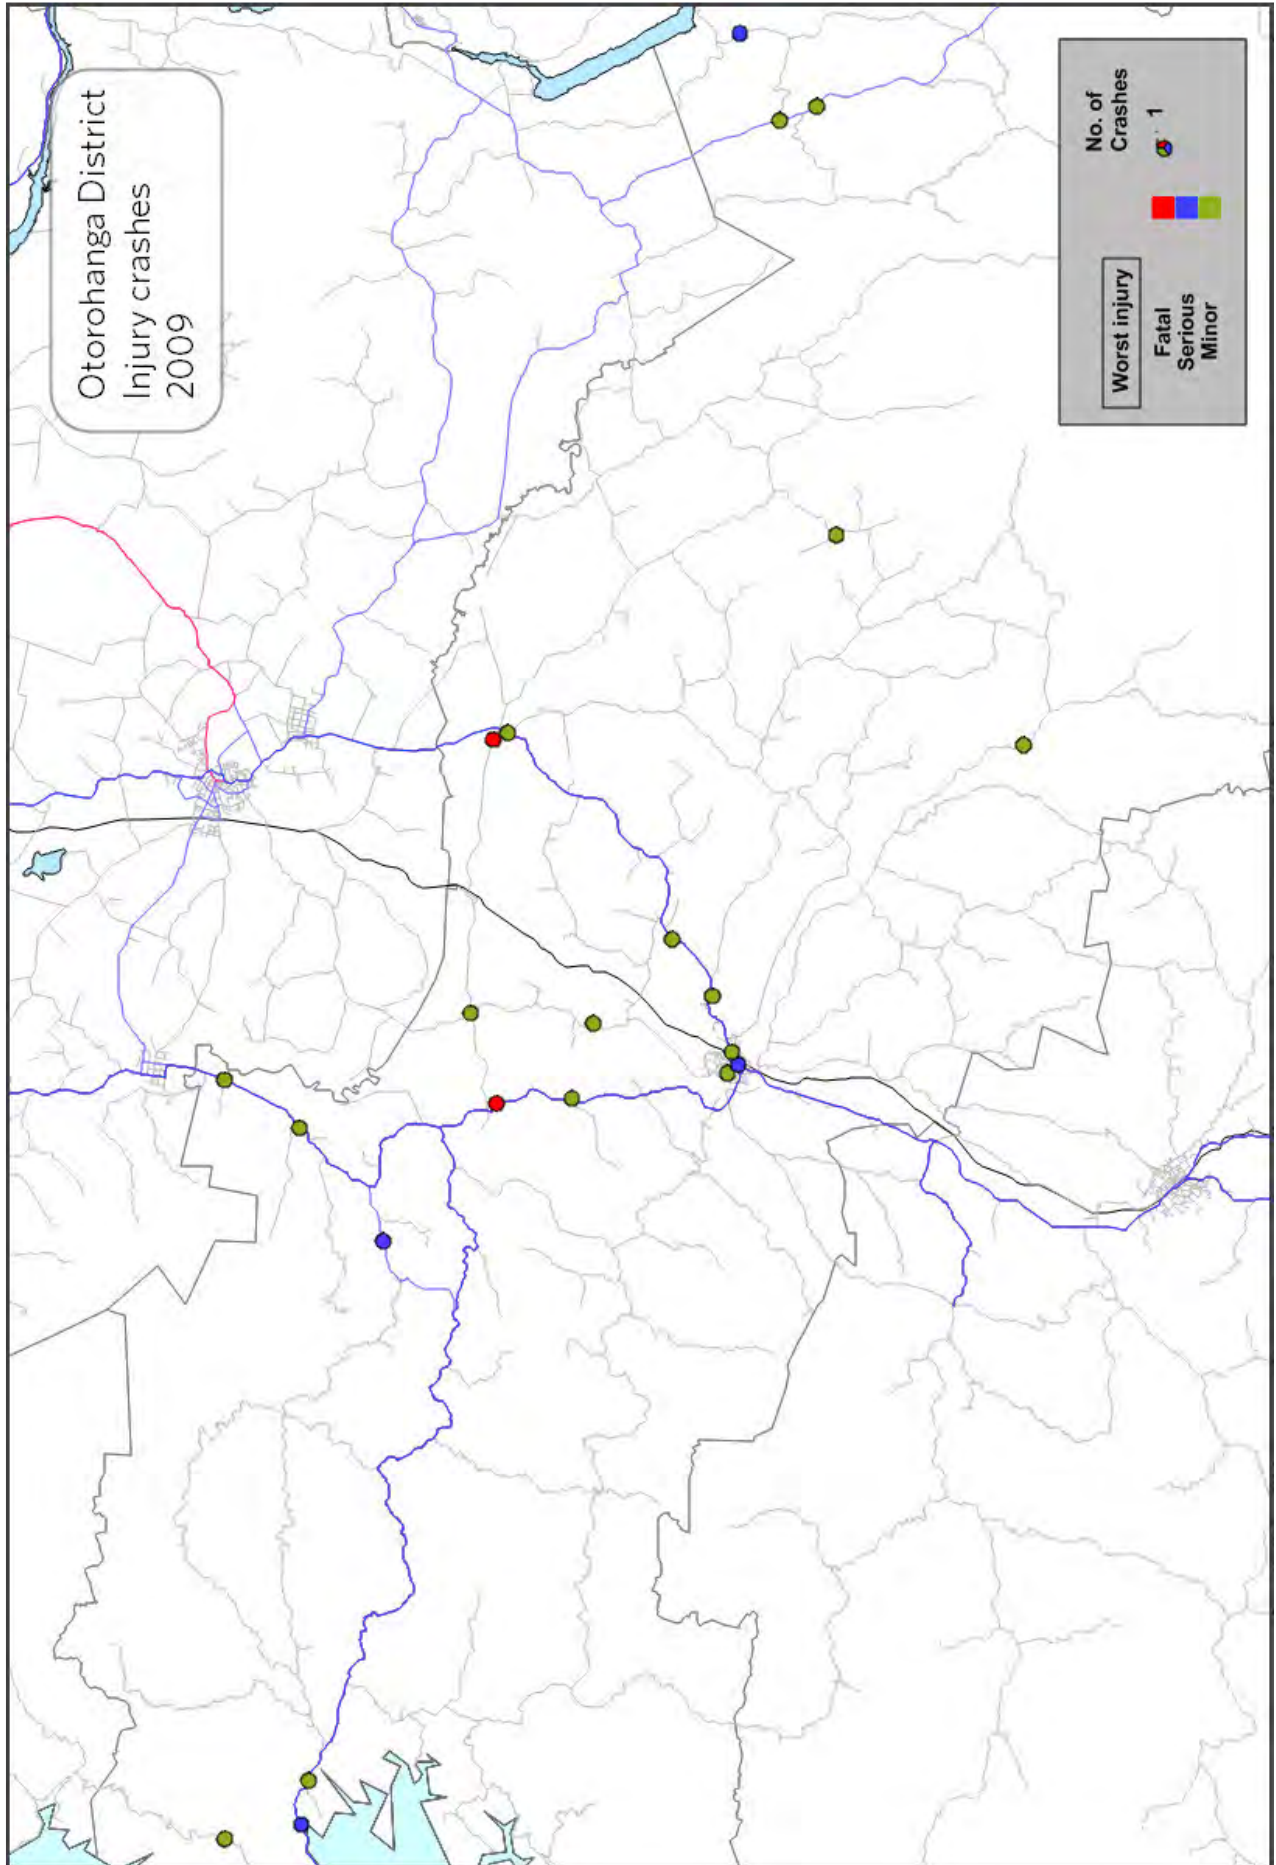 Otorohanga District
Injury crashes
2009
Worst injury
No. of
Crashes
Fatal
1
Serious
Minor